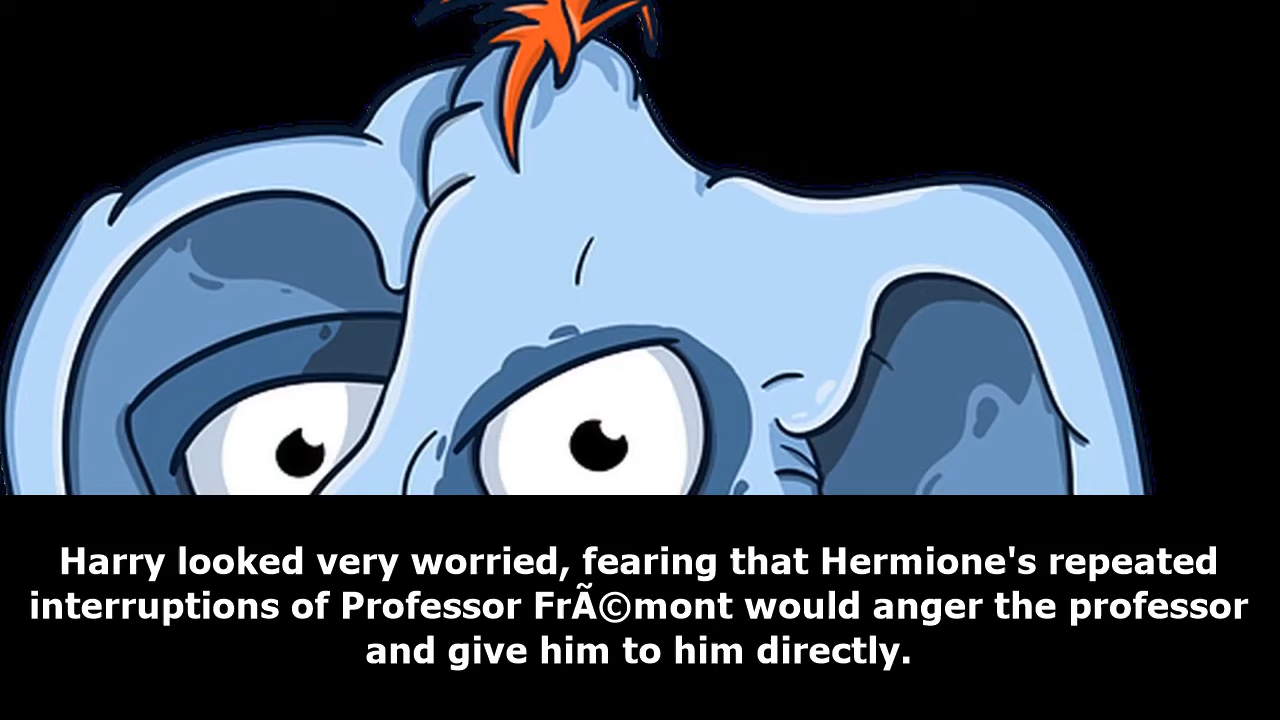 Harry looked very worried, fearing that Hermione's repeated
interruptions of Professor FrÃ©mont would anger the professor
and give him to him directly.